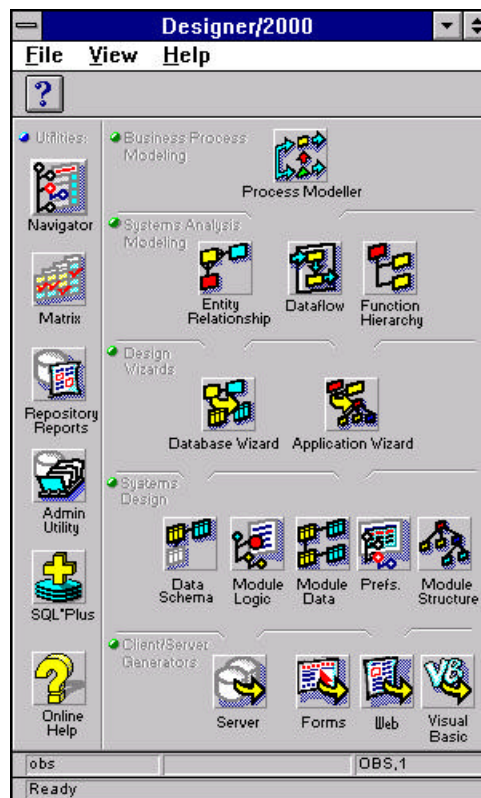 Designer/2000
File View Help
?
Utilities:
Navigator
Matrix
Repository
Reports
Admin
Utility
SQL*Plus
Online
Help
Business Process
Modeling
Process Modeller
Systems Analysis
Modeling
Entity
Relationship
Dataflow
Function
Hierarchy
Design
Wizards
Database Wizard
Application Wizard
Systems
Design
Data
Schema
Module
Logic
Module
Data
Prefs.
Module
Structure
Client/Server
Generators
Server
Forms
Web
VB
Visual
Basic
obs
OBS,1
Ready